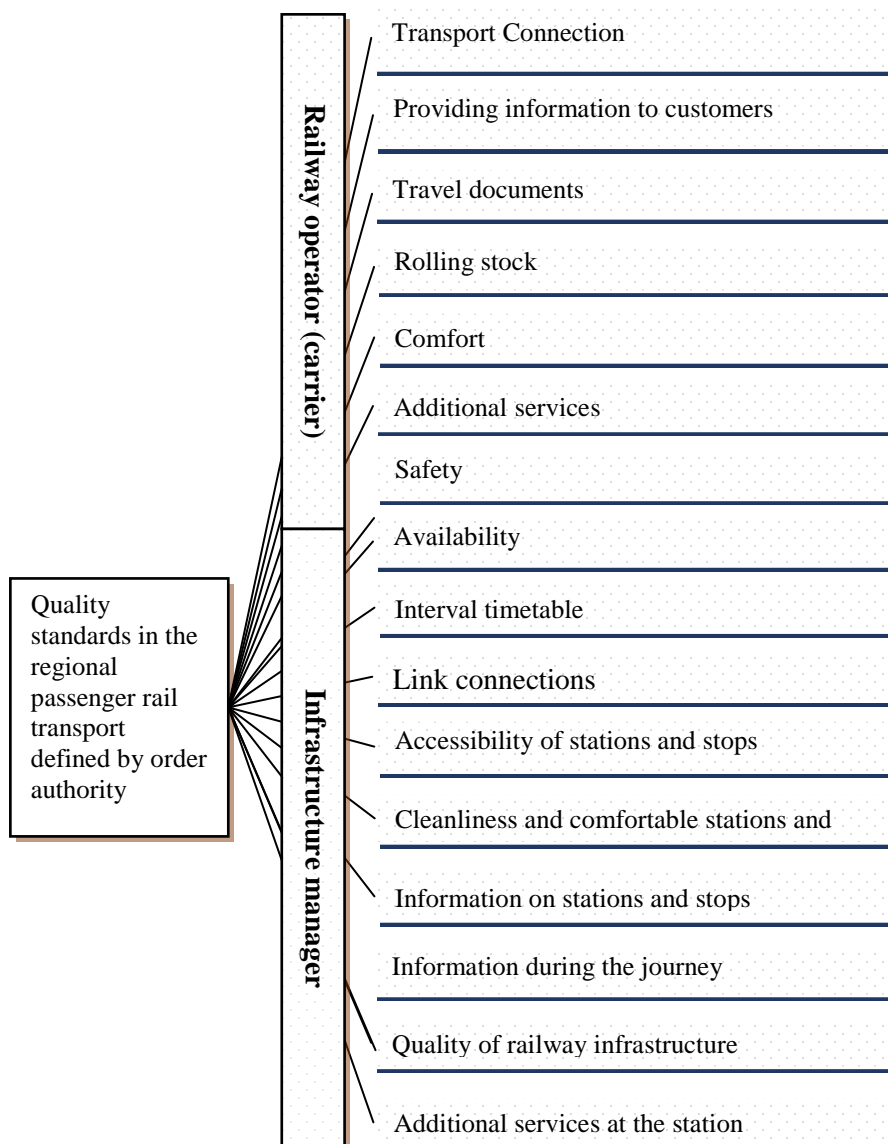 Transport Connection
Providing information to customers
Travel documents
Rolling stock
Comfort
Additional services
Safety
Availability
Interval timetable
Link connections
Accessibility of stations and stops
Cleanliness and comfortable stations and
Information on stations and stops
Information during the journey
Quality of railway infrastructure
Additional services at the station
Railway operator (carrier)
Infrastructure manager
Quality
standards in the
regional
passenger rail
transport
defined by order
authority